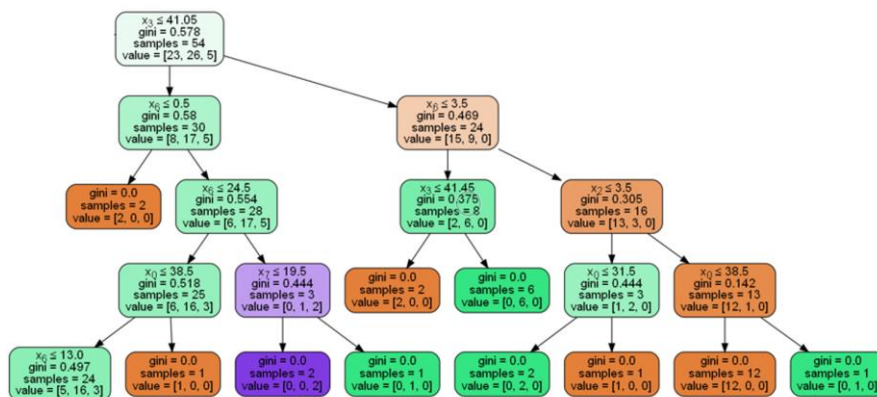 x3 ≤ 41.05
gini = 0.578
samples = 54
value = [23, 26, 5]
x6 ≤ 0.5
gini = 0.58
samples = 30
value = [8, 17, 5]
x6 ≤ 3.5
gini = 0.469
samples = 24
value = [15, 9, 0]
gini = 0.0
samples = 2
value = [2, 0, 0]
x6 ≤ 24.5
gini = 0.554
samples = 28
value = [6, 17, 5]
x3 ≤ 41.45
gini = 0.375
samples = 8
value = [2, 6, 0]
x2 ≤ 3.5
gini = 0.305
samples = 16
value = [13, 3, 0]
x0 ≤ 38.5
gini = 0.518
samples = 25
value = [6, 16, 3]
x7 ≤ 19.5
gini = 0.444
samples = 3
value = [0, 1, 2]
gini = 0.0
samples = 2
value = [2, 0, 0]
gini = 0.0
samples = 6
value = [0, 6, 0]
x0 ≤ 31.5
gini = 0.444
samples = 3
value = [1, 2, 0]
x0 ≤ 38.5
gini = 0.142
samples = 13
value = [12, 1, 0]
x6 ≤ 13.0
gini = 0.497
samples = 24
value = [5, 16, 3]
gini = 0.0
samples = 1
value = [1, 0, 0]
gini = 0.0
samples = 2
value = [0, 0, 2]
gini = 0.0
samples = 1
value = [0, 1, 0]
gini = 0.0
samples = 2
value = [0, 2, 0]
gini = 0.0
samples = 1
value = [1, 0, 0]
gini = 0.0
samples = 12
value = [12, 0, 0]
gini = 0.0
samples = 1
value = [0, 1, 0]